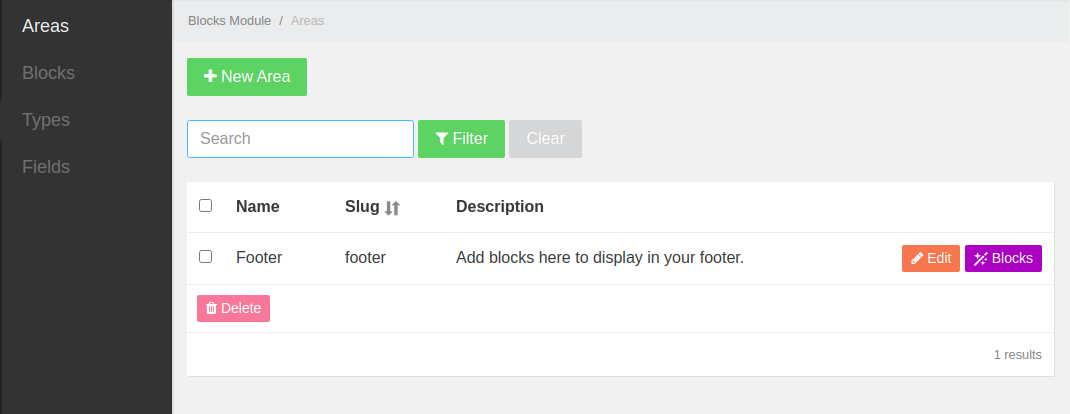 Areas
Blocks
Types
Fields
Blocks Module / Areas
New Area
Search
Filter
Clear
Name Slug Description
Footer footer Add blocks here to display in your footer. Edit Blocks
Delete
1 results